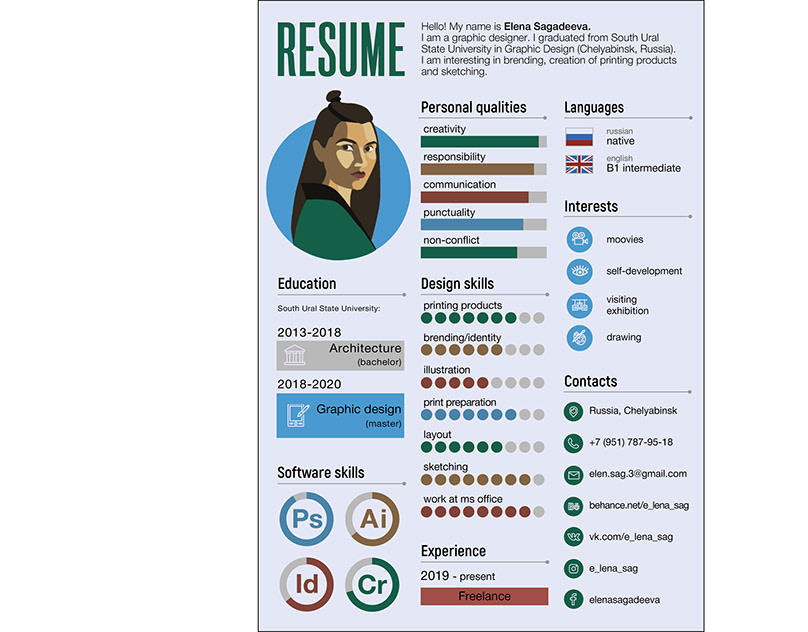 RESUME
Hello! My name is Elena Sagadeeva.
I am a graphic designer. I graduated from South Ural
State University in Graphic Design (Chelyabinsk, Russia).
I am interesting in brending, creation of printing products
and sketching.
Personal qualities
creativity
responsibility
communication
punctuality
non-conflict
Languages
russian
native
english
B1 intermediate
Interests
moovies
self-development
visiting
exhibition
drawing
Education
South Ural State University:
2013-2018
Architecture
(bachelor)
2018-2020
Graphic design
(master)
Design skills
printing products
brending/identity
illustration
print preparation
layout
sketching
work at ms office
Contacts
Russia, Chelyabinsk
+7 (951) 787-95-18
elen.sag.3@gmail.com
Bē
behance.net/e_lena_sag
vk.com/e_lena_sag
e_lena_sag
f
elenasagadeeva
Software skills
Ps
Ai
Id
Cr
Experience
2019 - present
Freelance